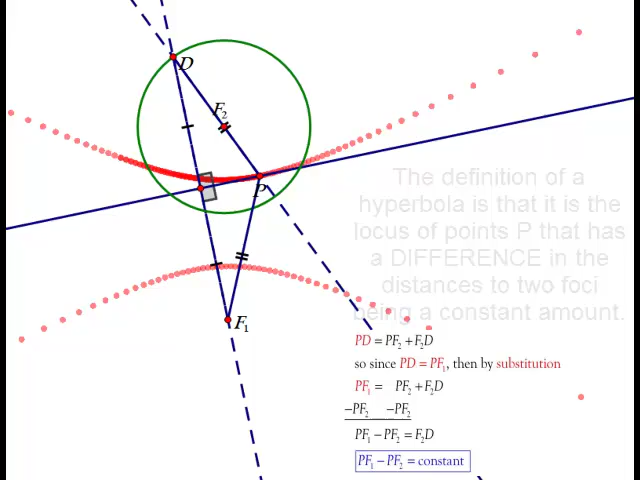 D
F₂
P
F₁
The definition of a
hyperbola is that it is the
locus of points P that has
a DIFFERENCE in the
distances to two foci
being a constant amount.
PD = PF₂ + F₂D
so since PD = PF₁, then by substitution
PF₁ = PF₂ + F₂D
−PF₂ −PF₂
PF₁ − PF₂ = F₂D
PF₁ − PF₂ = constant